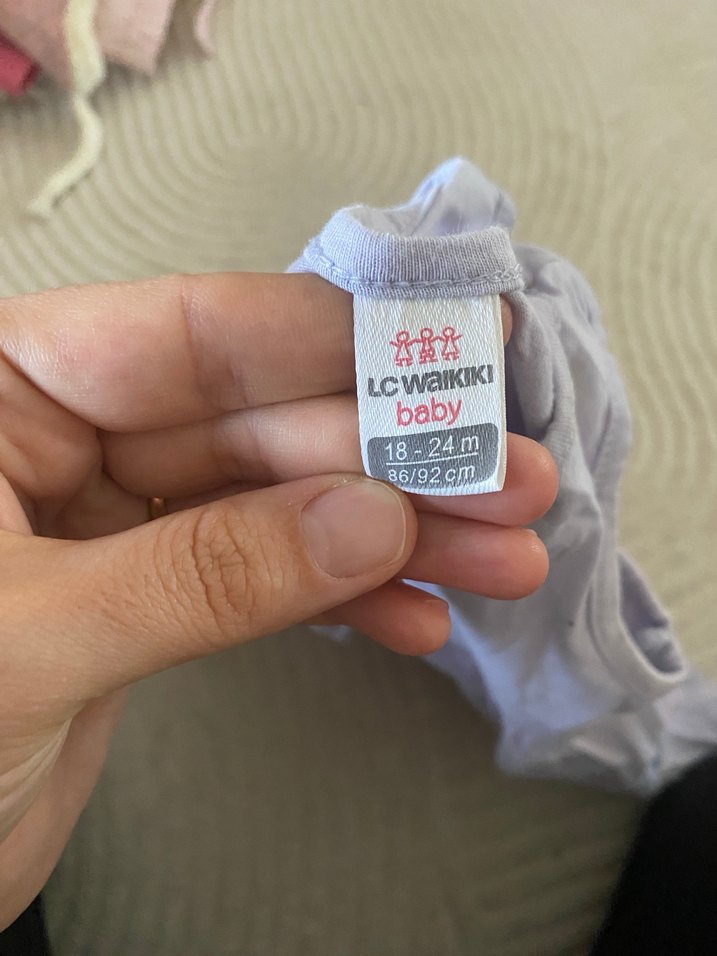 LC WAIKIKI
baby
18 - 24 m
86/92 cm